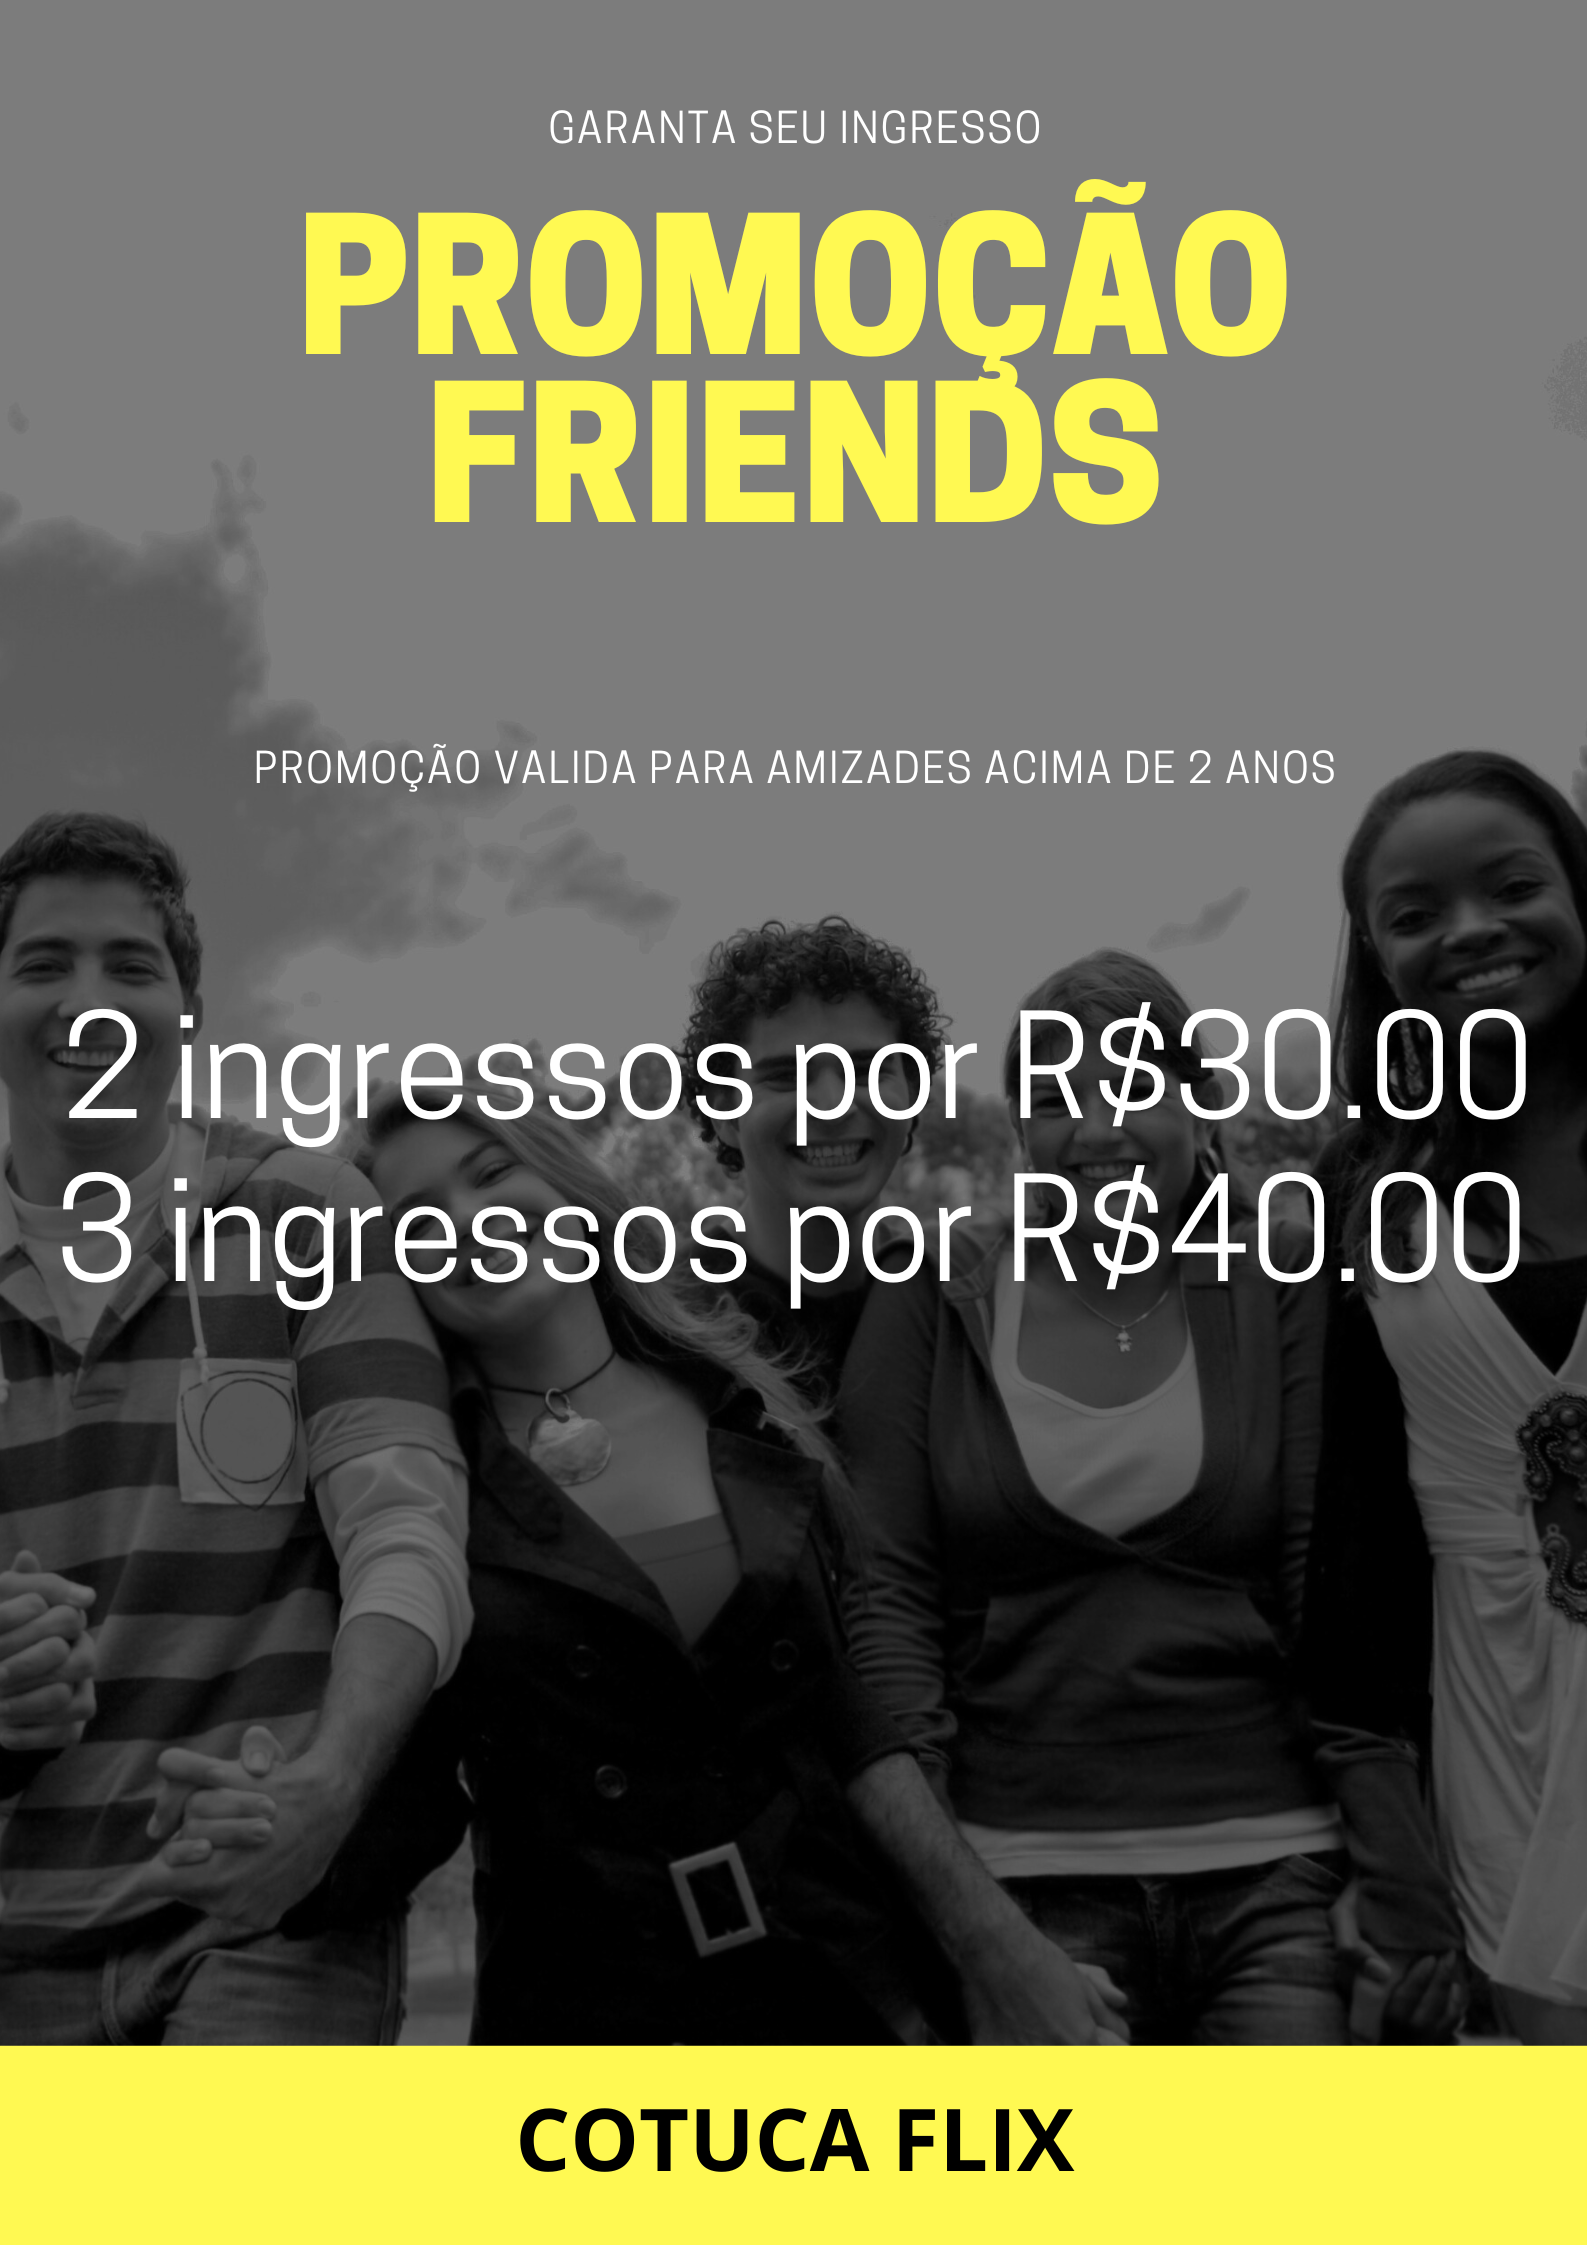 GARANTA SEU INGRESSO
PROMOÇÃO
FRIENDS
PROMOÇÃO VALIDA PARA AMIZADES ACIMA DE 2 ANOS
2 ingressos por R$30.00
3 ingressos por R$40.00
COTUCA FLIX